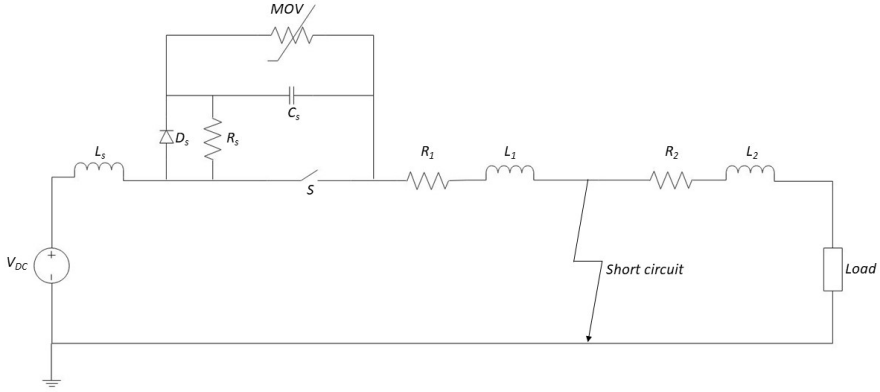 MOV
Cs
Ds
Rs
Ls
S
R1
L1
R2
L2
VDC
+
Short circuit
Load